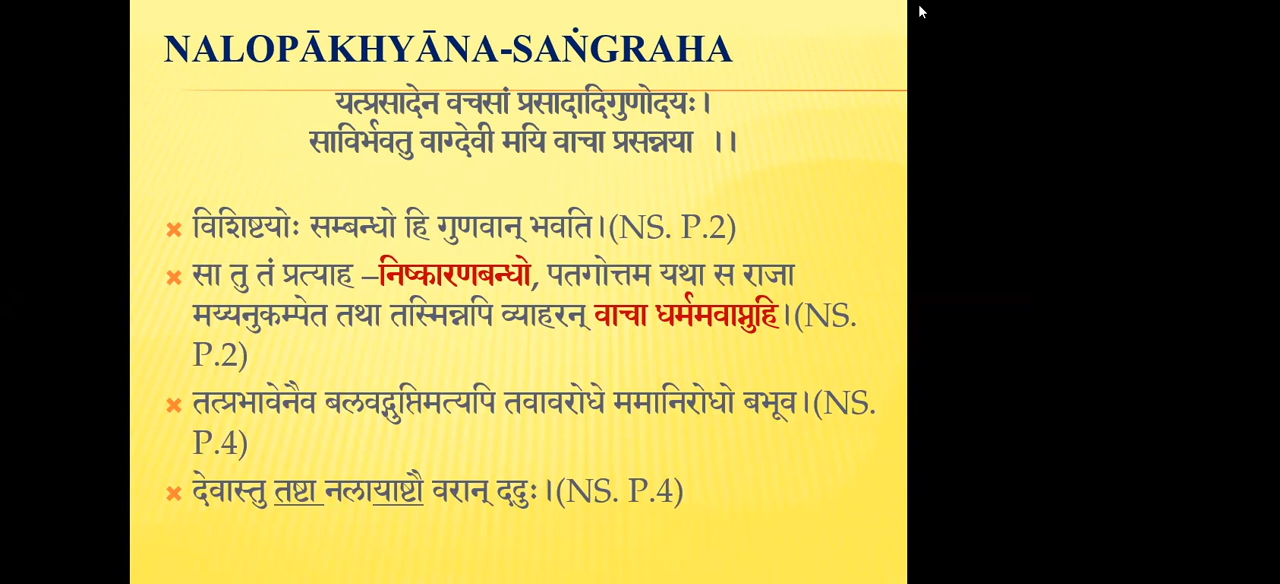 NALOPĀKHYĀNA-SAṄGRAHA
यत्प्रसादेन वचसां प्रसादादिगुणोदयः।
साविर्भवतु वाग्देवी मयि वाचा प्रसन्नया ।।
विशिष्टयोः सम्बन्धो हि गुणवान् भवति।(NS. P.2)
सा तु तं प्रत्याह –निष्कारणबन्धो, पतगोत्तम यथा स राजा
मय्यनुकम्पेत तथा तस्मिन्नपि व्याहरन् वाचा धर्ममवाप्नुहि।(NS.
P.2)
तत्प्रभावेनैव बलवद्गुप्तिमत्यपि तवावरोधे ममानिरोधो बभूव।(NS.
P.4)
देवास्तु तष्टा नलायाष्टौ वरान् ददुः।(NS. P.4)